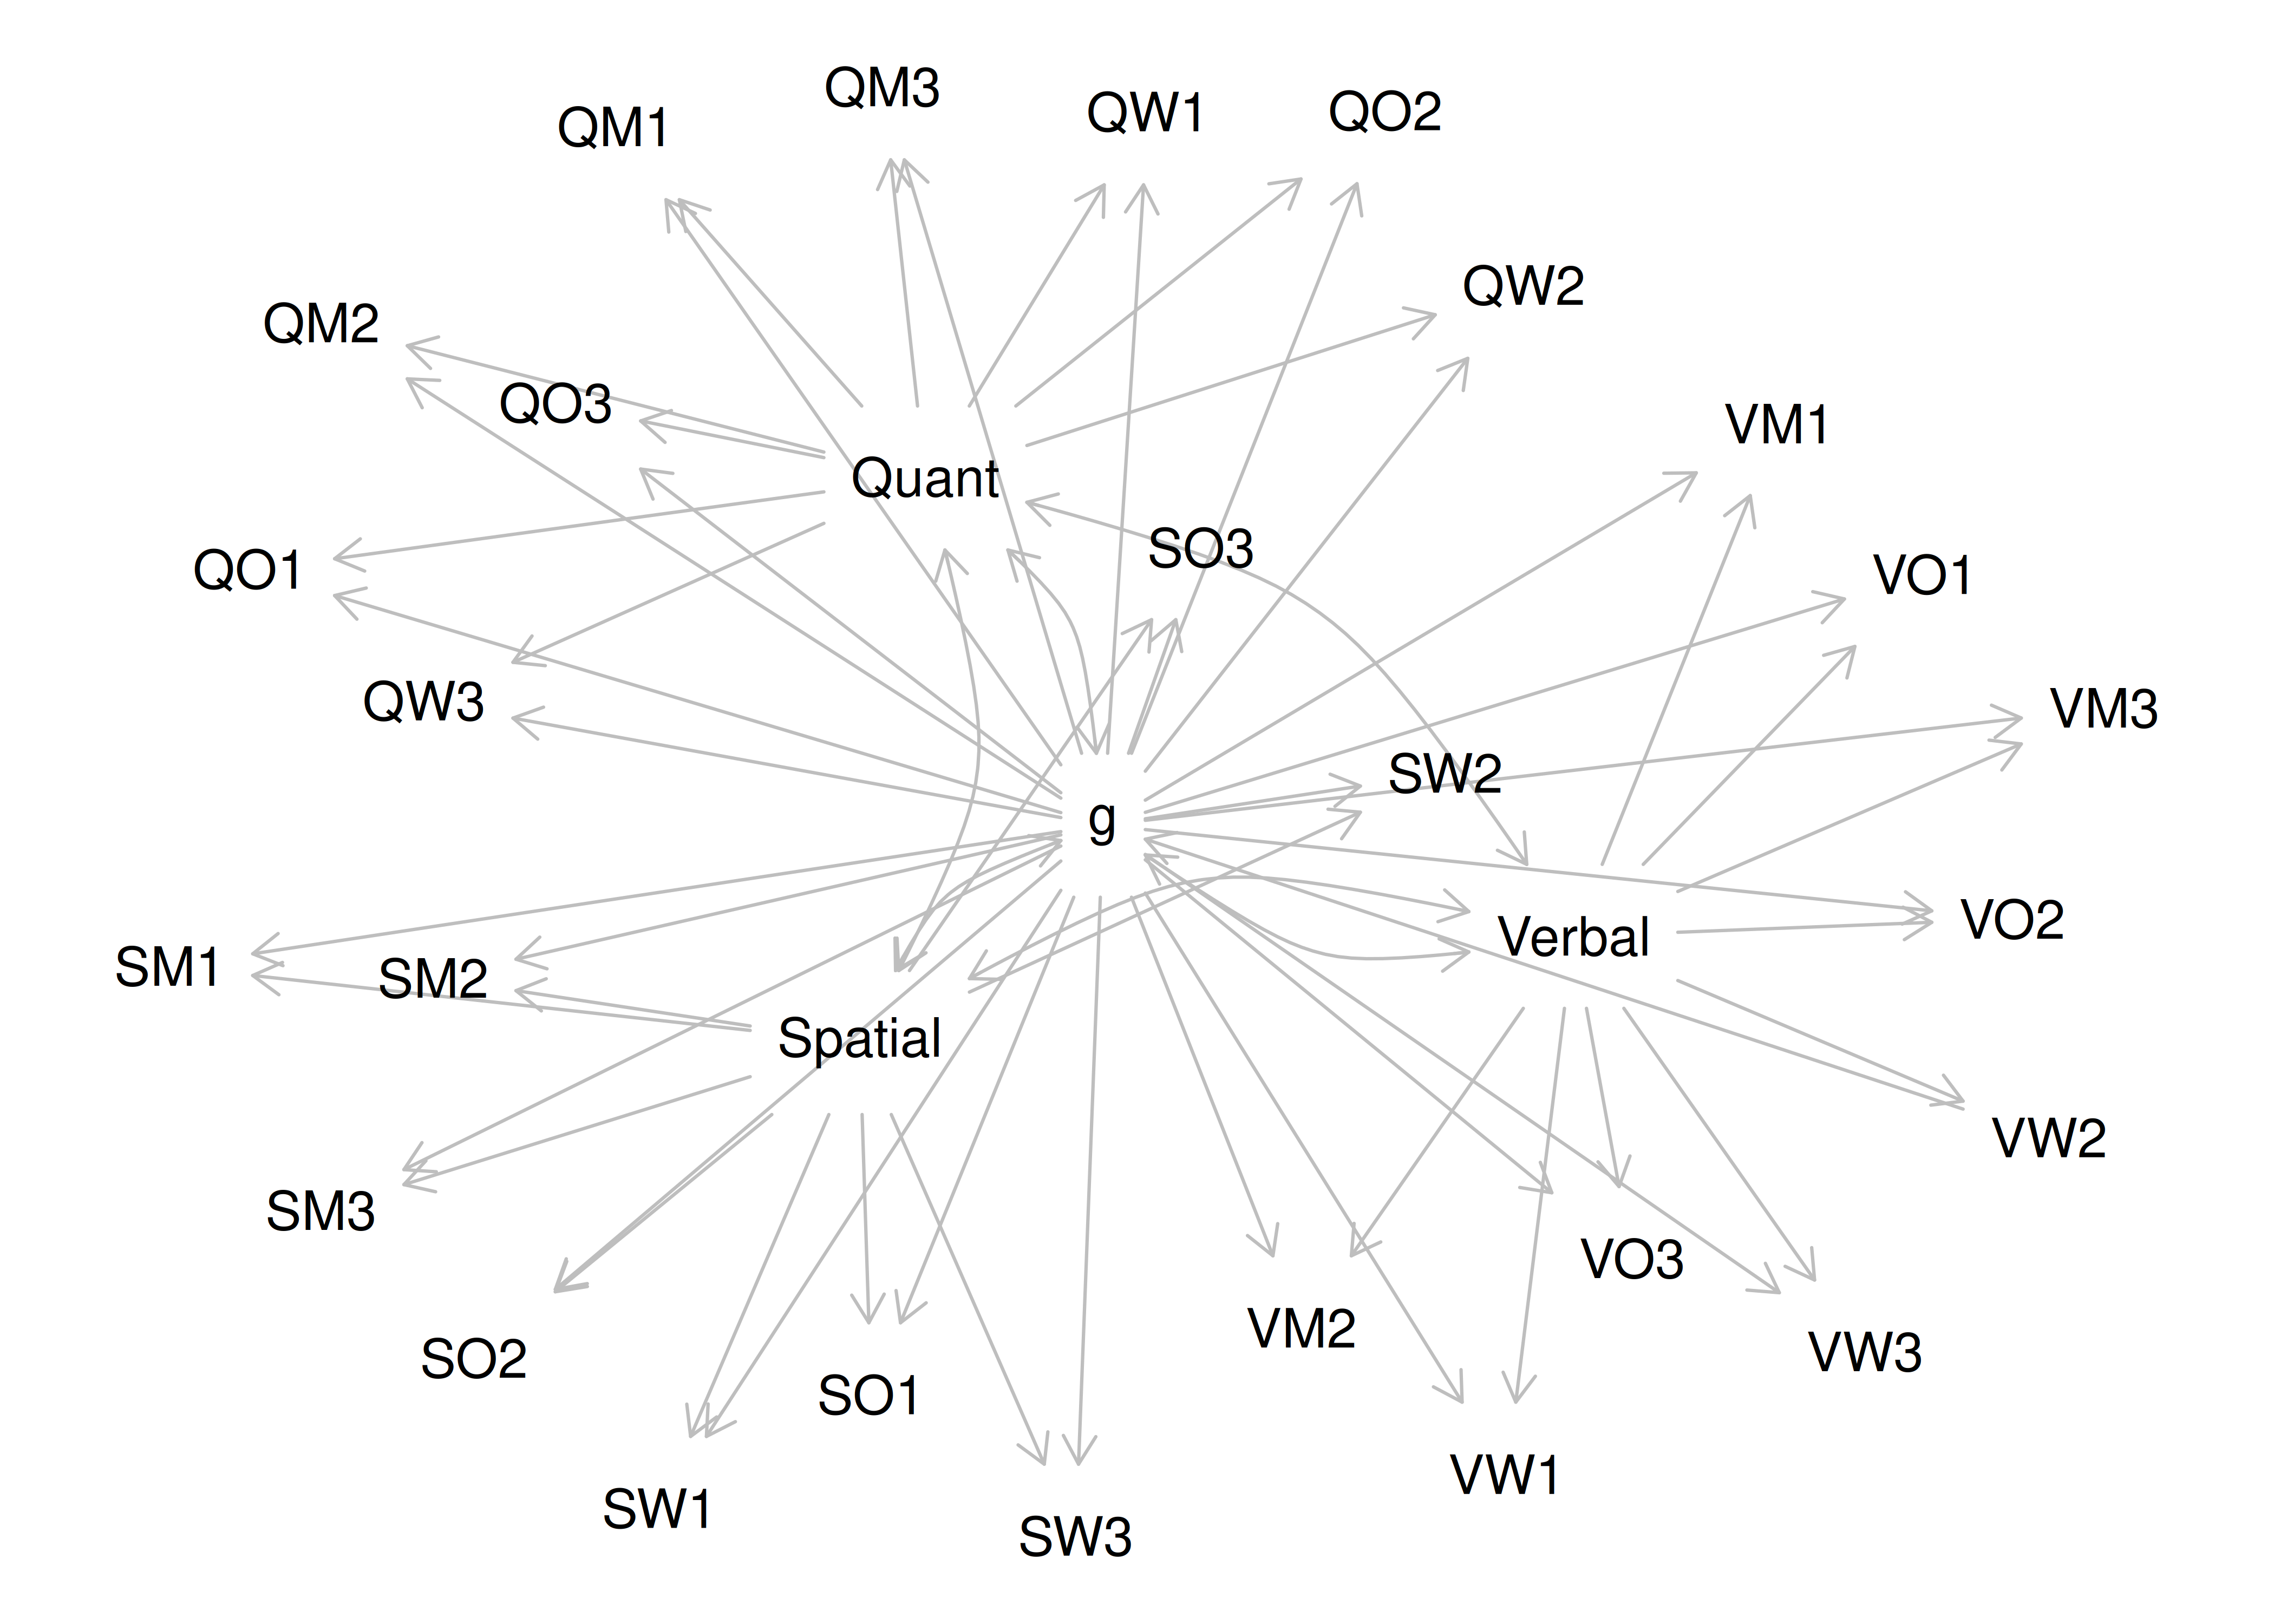 QM3
QW1
QO2
QM1
QW2
QM2
QO3
VM1
Quant
SO3
QO1
VO1
QW3
VM3
SW2
g
VO2
Verbal
SM1
SM2
Spatial
VW2
SM3
VO3
VM2
VW3
SO2
SO1
VW1
SW1
SW3